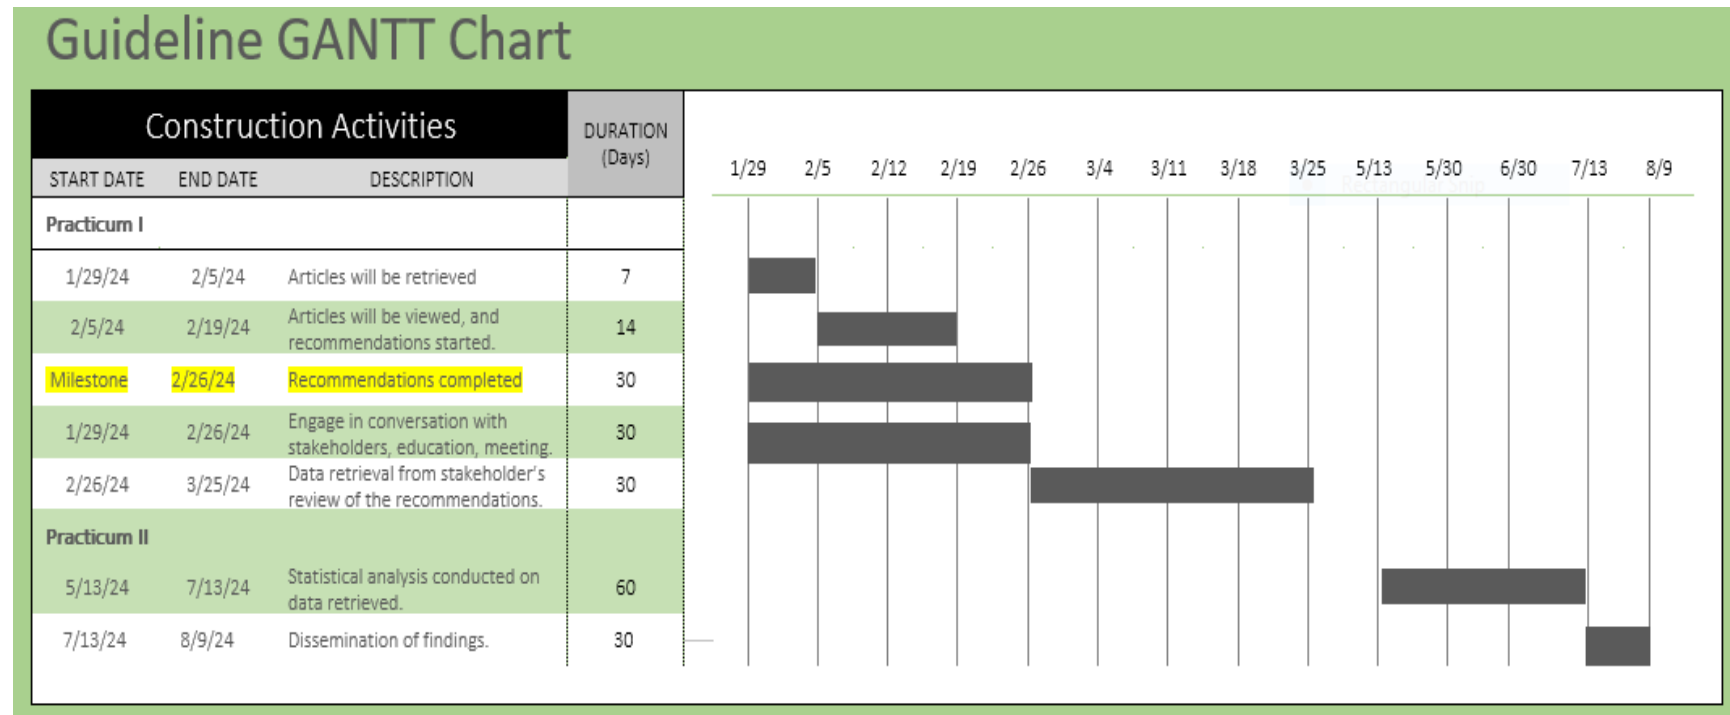 Guideline GANTT Chart
Construction Activities
DURATION
(Days)
START DATE END DATE DESCRIPTION
1/29 2/5 2/12 2/19 2/26 3/4 3/11 3/18 3/25 5/13 5/30 6/30 7/13 8/9
Rectangular Snip
Practicum I
1/29/24 2/5/24 Articles will be retrieved 7
2/5/24 2/19/24 Articles will be viewed, and
recommendations started. 14
Milestone 2/26/24 Recommendations completed 30
1/29/24 2/26/24 Engage in conversation with
stakeholders, education, meeting. 30
2/26/24 3/25/24 Data retrieval from stakeholder's
review of the recommendations. 30
Practicum II
5/13/24 7/13/24 Statistical analysis conducted on
data retrieved. 60
7/13/24 8/9/24 Dissemination of findings. 30